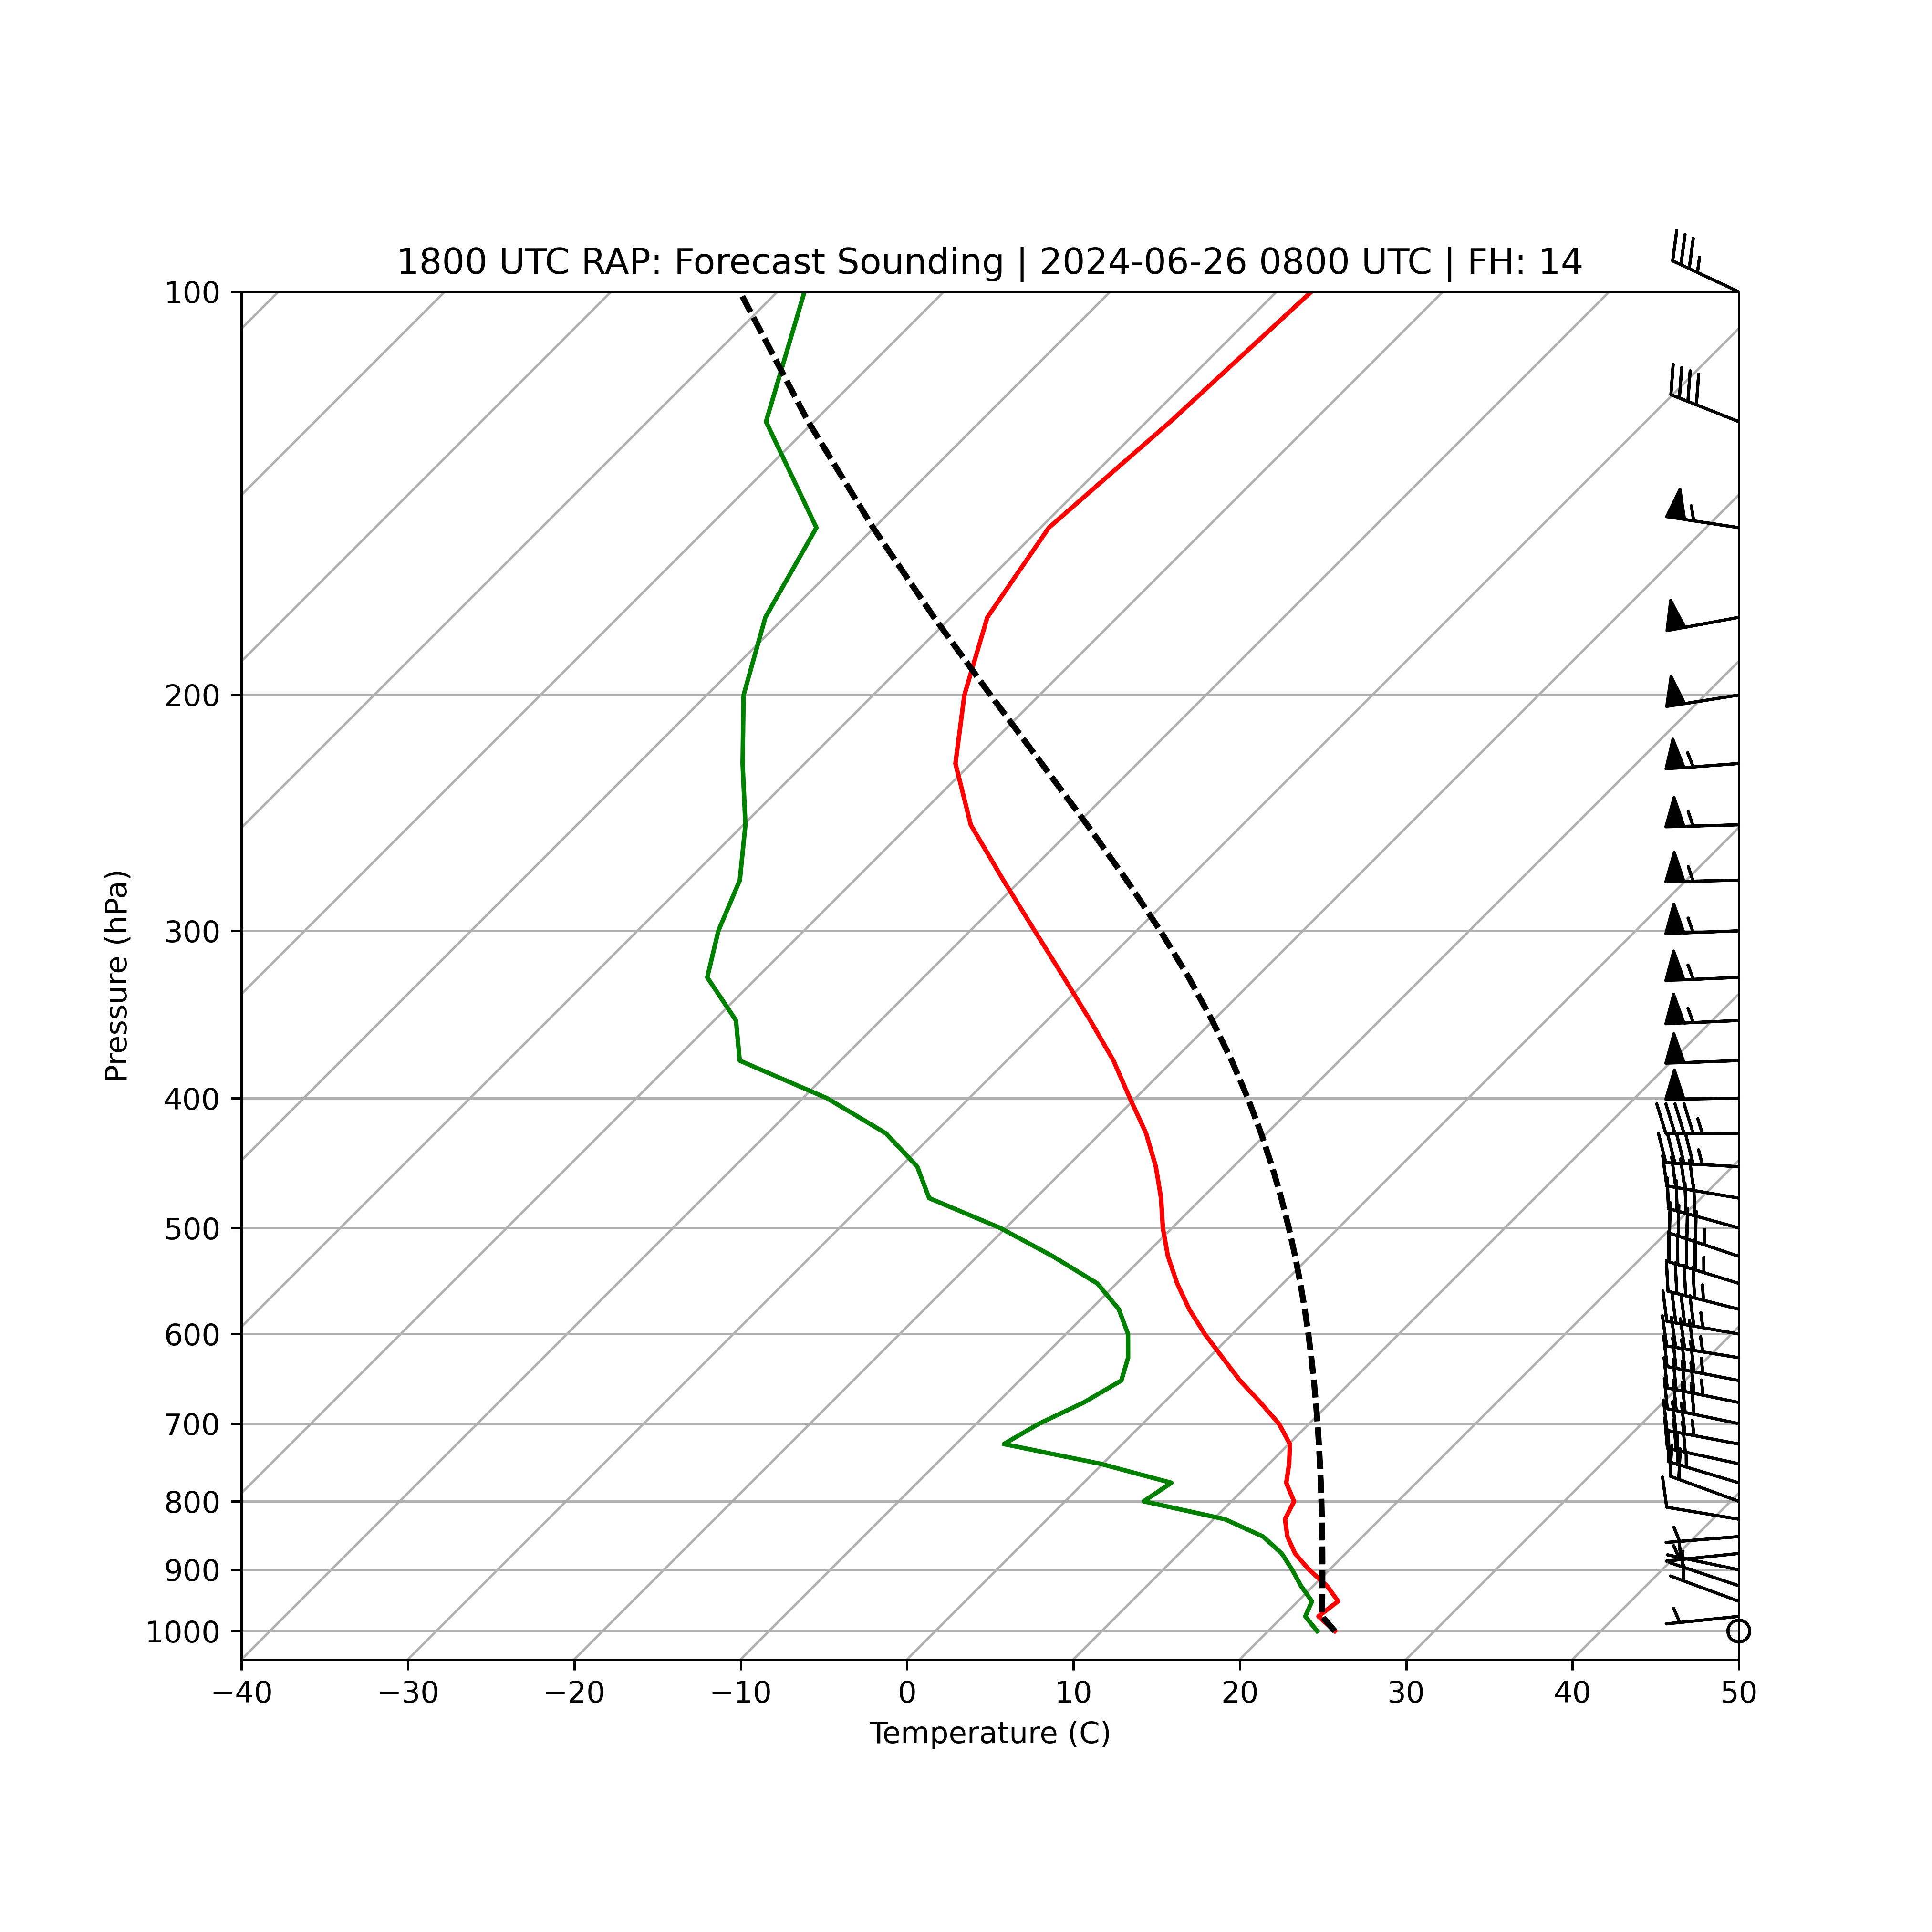 1800 UTC RAP: Forecast Sounding | 2024-06-26 0800 UTC | FH: 14
100
200
300
400
500
600
700
800
900
1000
Pressure (hPa)
−40 −30 −20 −10 0 10 20 30 40 50
Temperature (C)